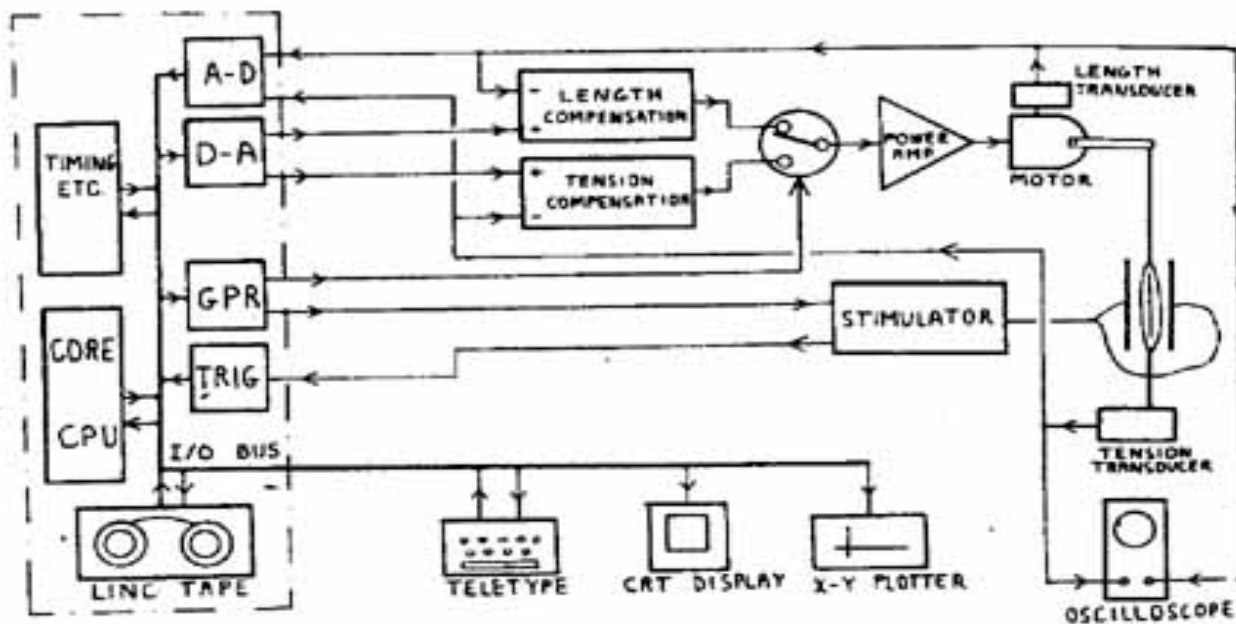 A-D
D-A
TIMING
ETC.
GPR
CORE
CPU
TRIG
I/O BUS
LINC TAPE
- LENGTH
+ COMPENSATION
+ TENSION
- COMPENSATION
POWER
AMP
LENGTH
TRANSDUCER
MOTOR
STIMULATOR
TENSION
TRANSDUCER
TELETYPE
CRT DISPLAY
X-Y PLOTTER
OSCILLOSCOPE